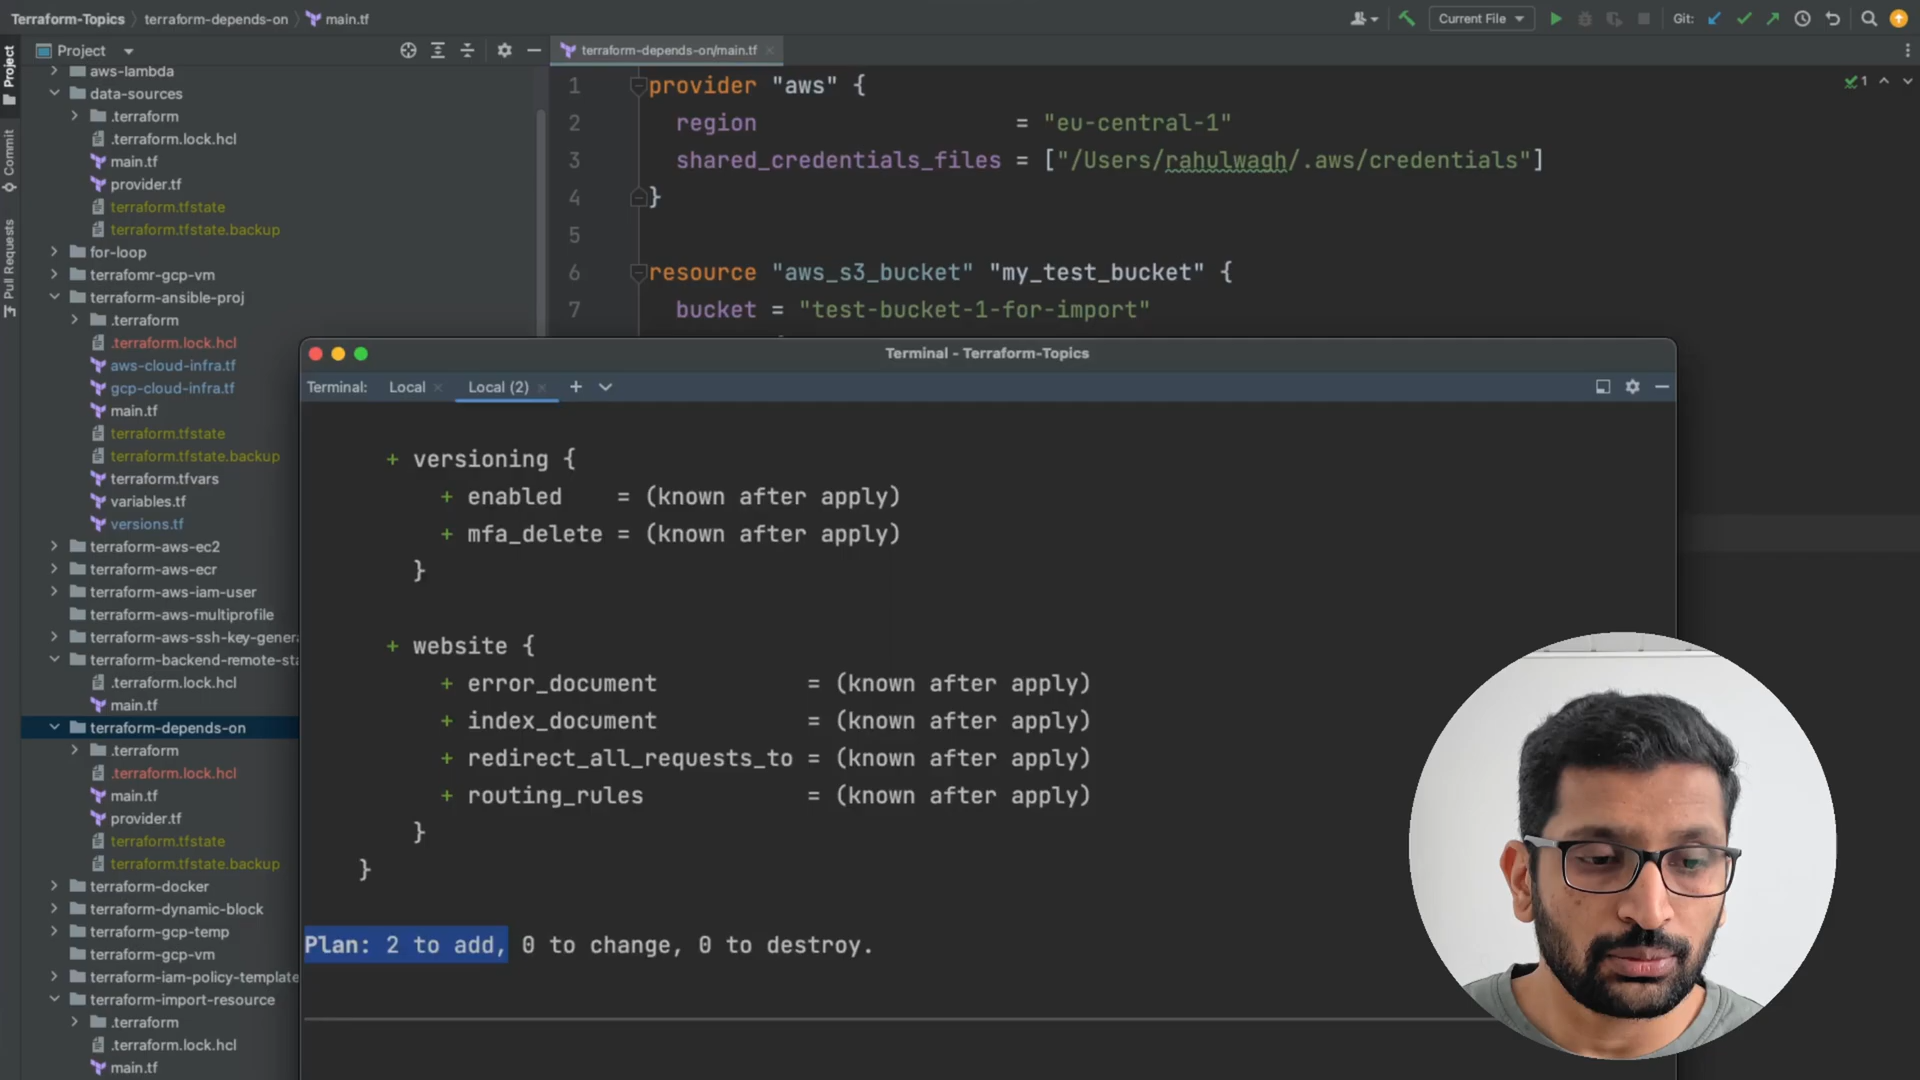 Terraform-Topics
terraform-depends-on
main.tf
Current File
Git:
Project
terraform-depends-on/main.tf
Project
Commit
Pull Requests
aws-lambda
data-sources
.terraform
.terraform.lock.hcl
main.tf
provider.tf
terraform.tfstate
terraform.tfstate.backup
for-loop
terrafomr-gcp-vm
terraform-ansible-proj
.terraform
.terraform.lock.hcl
aws-cloud-infra.tf
gcp-cloud-infra.tf
main.tf
terraform.tfstate
terraform.tfstate.backup
terraform.tfvars
variables.tf
versions.tf
terraform-aws-ec2
terraform-aws-ecr
terraform-aws-iam-user
terraform-aws-multiprofile
terraform-aws-ssh-key-genera
terraform-backend-remote-sta
.terraform.lock.hcl
main.tf
terraform-depends-on
.terraform
.terraform.lock.hcl
main.tf
provider.tf
terraform.tfstate
terraform.tfstate.backup
terraform-docker
terraform-dynamic-block
terraform-gcp-temp
terraform-gcp-vm
terraform-iam-policy-template
terraform-import-resource
.terraform
.terraform.lock.hcl
main.tf
1 provider "aws" {
2 region = "eu-central-1"
3 shared_credentials_files = ["/Users/rahulwagh/.aws/credentials"]
4 }
5
6 resource "aws_s3_bucket" "my_test_bucket" {
7 bucket = "test-bucket-1-for-import"
1
Terminal - Terraform-Topics
Terminal: Local Local (2)
+ versioning {
+ enabled = (known after apply)
+ mfa_delete = (known after apply)
}
+ website {
+ error_document = (known after apply)
+ index_document = (known after apply)
+ redirect_all_requests_to = (known after apply)
+ routing_rules = (known after apply)
}
}
Plan: 2 to add, 0 to change, 0 to destroy.